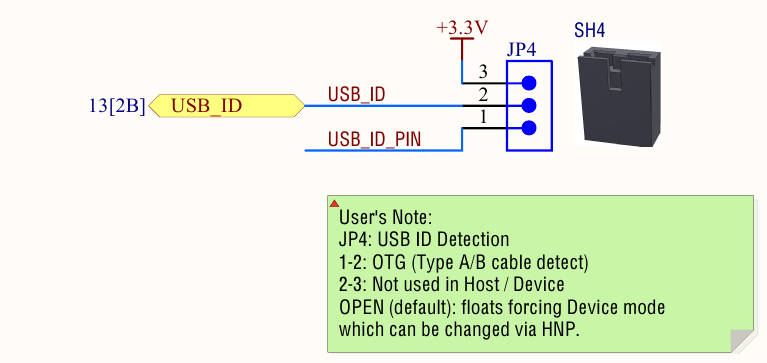 +3.3V
JP4
SH4
3
2
1
13[2B]
USB_ID
USB_ID
USB_ID_PIN
User's Note:
JP4: USB ID Detection
1-2: OTG (Type A/B cable detect)
2-3: Not used in Host / Device
OPEN (default): floats forcing Device mode
which can be changed via HNP.